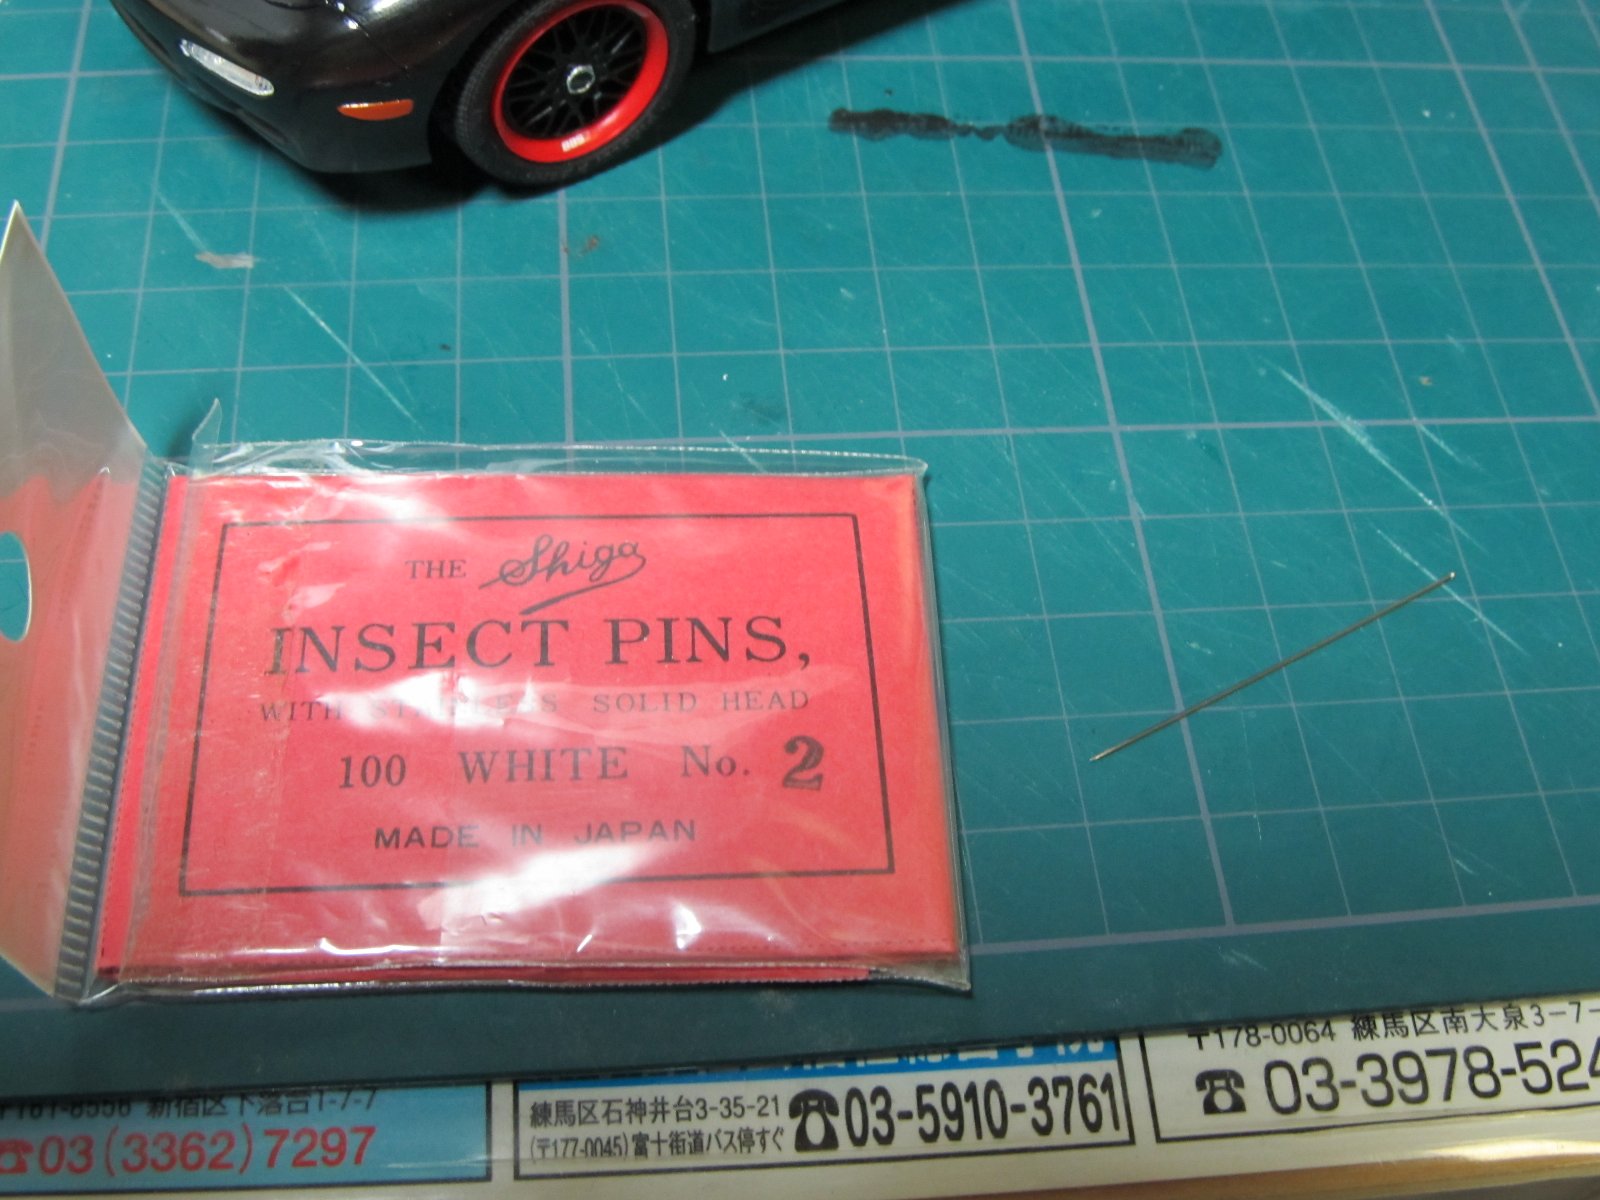 THE Shiga
INSECT PINS,
WITH STAINLESS SOLID HEAD
100 WHITE No. 2
MADE IN JAPAN
〒161-8558 新宿区下落合1-7-7
☎03(3362)7297
練馬区石神井台3-35-21
(〒177-0045)富士街道バス停すぐ
☎03-5910-3761
〒178-0064 練馬区南大泉3-7-
☎03-3978-524